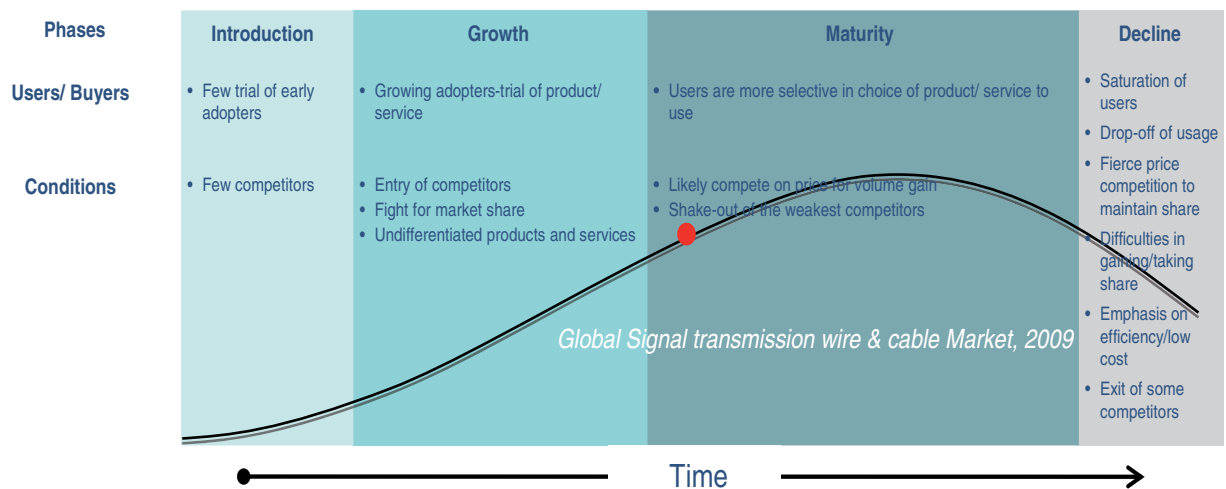 Phases
Introduction
Growth
Maturity
Decline
Users/ Buyers
• Few trial of early
adopters
• Growing adopters-trial of product/
service
• Users are more selective in choice of product/ service to
use
• Saturation of
users
• Drop-off of usage
• Fierce price
competition to
maintain share
• Difficulties in
gaining/taking
share
• Emphasis on
efficiency/low
cost
• Exit of some
competitors
Conditions
• Few competitors
• Entry of competitors
• Fight for market share
• Undifferentiated products and services
• Likely compete on price for volume gain
• Shake-out of the weakest competitors
Global Signal transmission wire & cable Market, 2009
Time